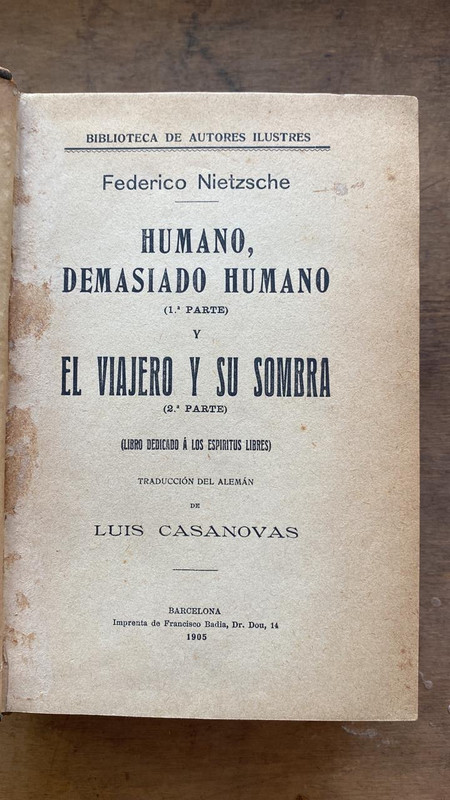 BIBLIOTECA DE AUTORES ILUSTRES
Federico Nietzsche
HUMANO,
DEMASIADO HUMANO
(1.ª PARTE)
Y
EL VIAJERO Y SU SOMBRA
(2.ª PARTE)
(LIBRO DEDICADO Á LOS ESPIRITUS LIBRES)
TRADUCCIÓN DEL ALEMÁN
DE
LUIS CASANOVAS
BARCELONA
Imprenta de Francisco Badia, Dr. Dou, 14
1905